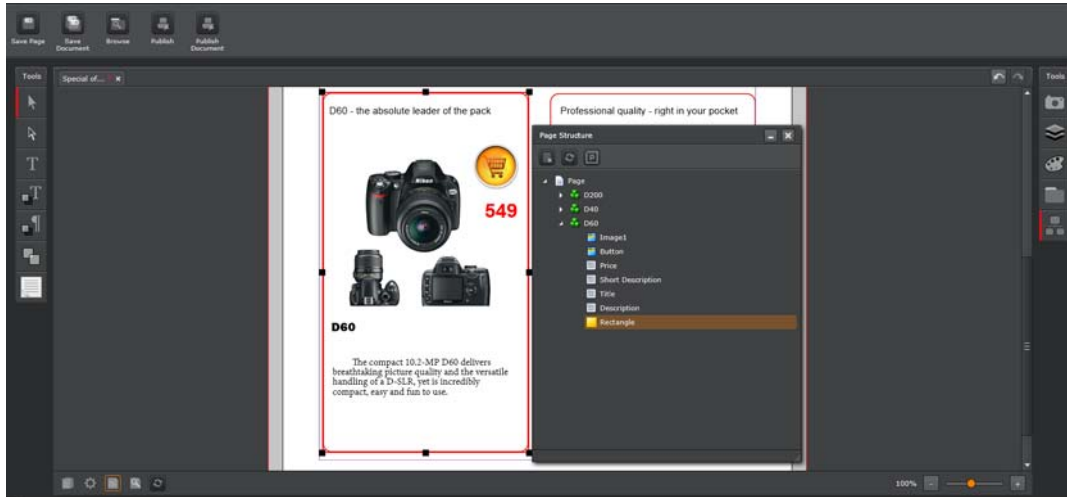 Save Page
Save Document
Browse
Publish
Publish Document
Tools
Special of... * ×
Tools
D60 - the absolute leader of the pack
Professional quality - right in your pocket
Nikon
549
D60
The compact 10.2-MP D60 delivers
breathtaking picture quality and the versatile
handling of a D-SLR, yet is incredibly
compact, easy and fun to use.
Page Structure
Page
D200
D40
D60
Image1
Button
Price
Short Description
Title
Description
Rectangle
100%